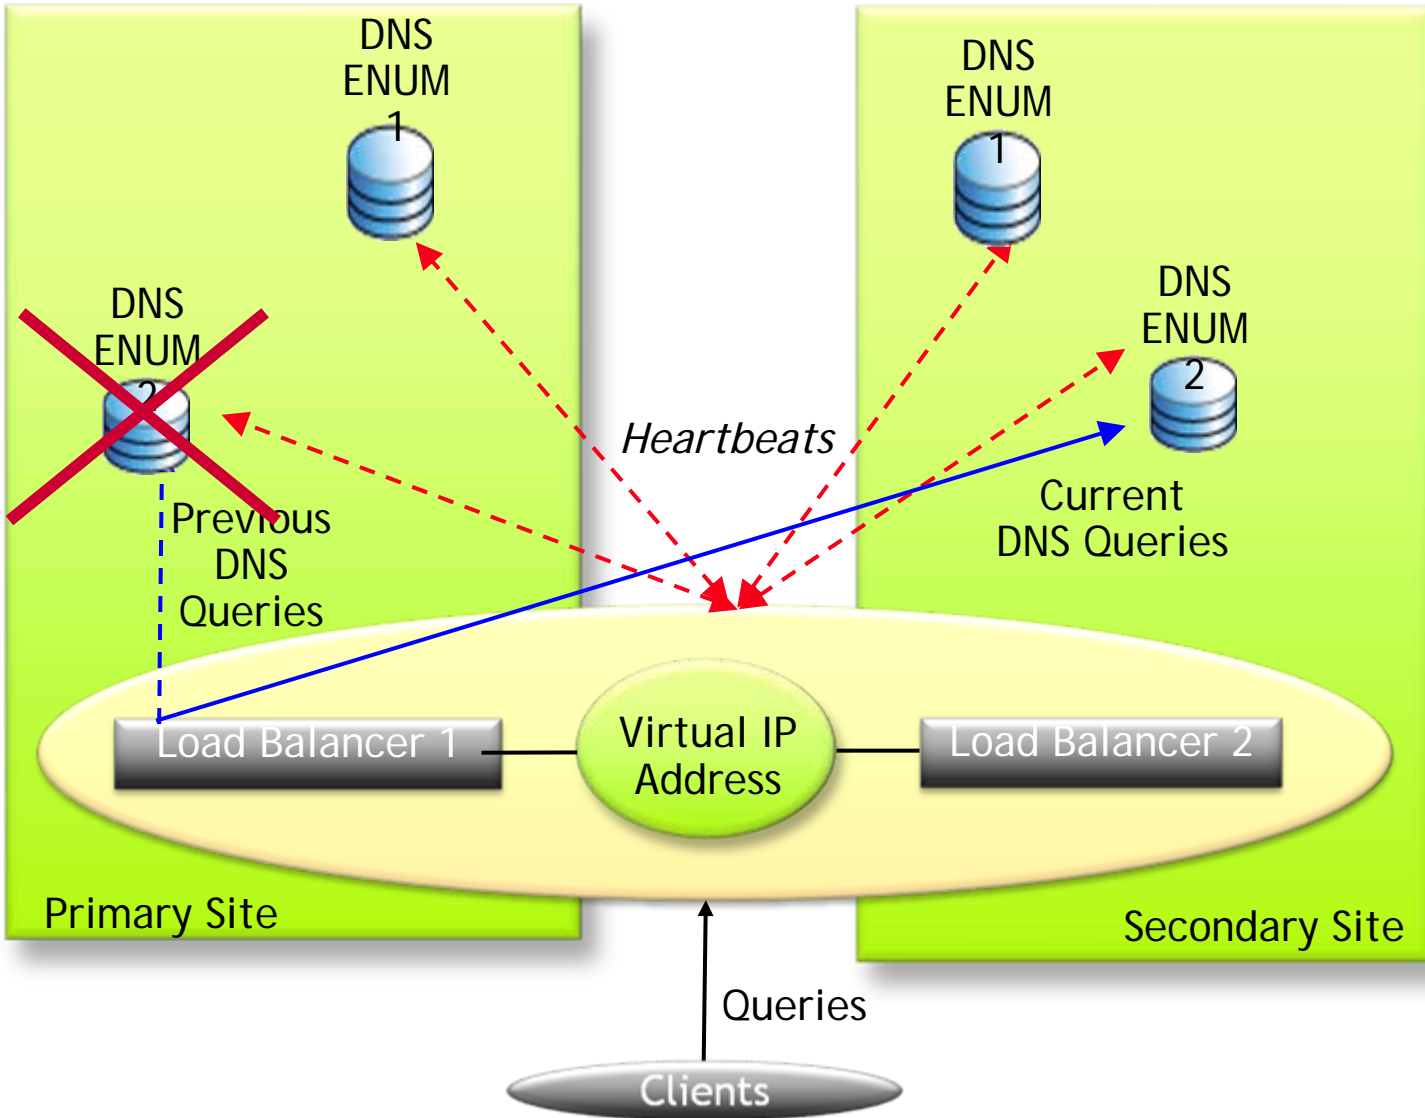 DNS
ENUM
1
DNS
ENUM
1
DNS
ENUM
2
DNS
ENUM
2
Heartbeats
Previous
DNS
Queries
Current
DNS Queries
Load Balancer 1
Virtual IP
Address
Load Balancer 2
Primary Site
Secondary Site
Queries
Clients